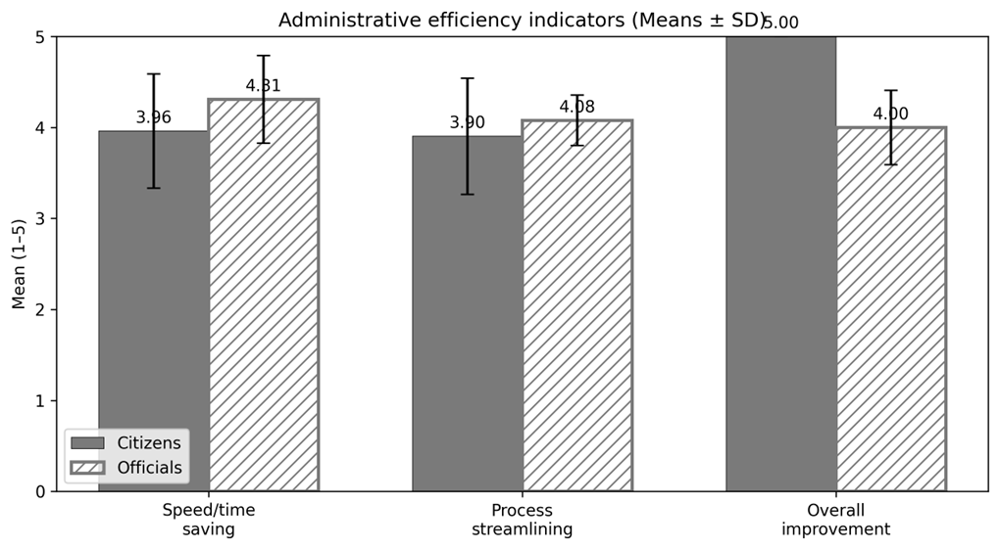 Administrative efficiency indicators (Means ± SD)
5.00
5
4
3
2
1
0
Mean (1–5)
3.96
4.31
3.90
4.08
4.00
Citizens
Officials
Speed/time
saving
Process
streamlining
Overall
improvement